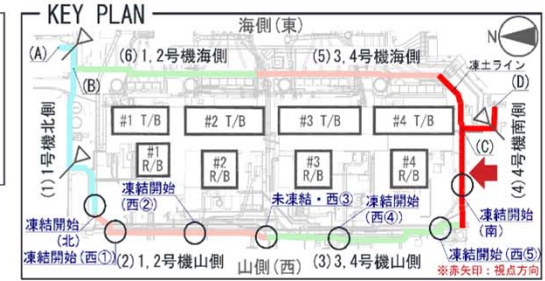 KEY PLAN
海側(東)
N
(A)
(6)1,2号機海側
(5)3,4号機海側
凍土ライン
(B)
(D)
#1 T/B
#2 T/B
#3 T/B
#4 T/B
(C)
(1)1号機北側
(4)4号機南側
#1
R/B
#2
R/B
#3
R/B
#4
R/B
凍結開始
(西②)
未凍結・西③
凍結開始
(西④)
凍結開始
(北)
凍結開始
(南)
凍結開始(西①)
(2)1,2号機山側
山側(西)
(3)3,4号機山側
凍結開始(西⑤)
※赤矢印:視点方向